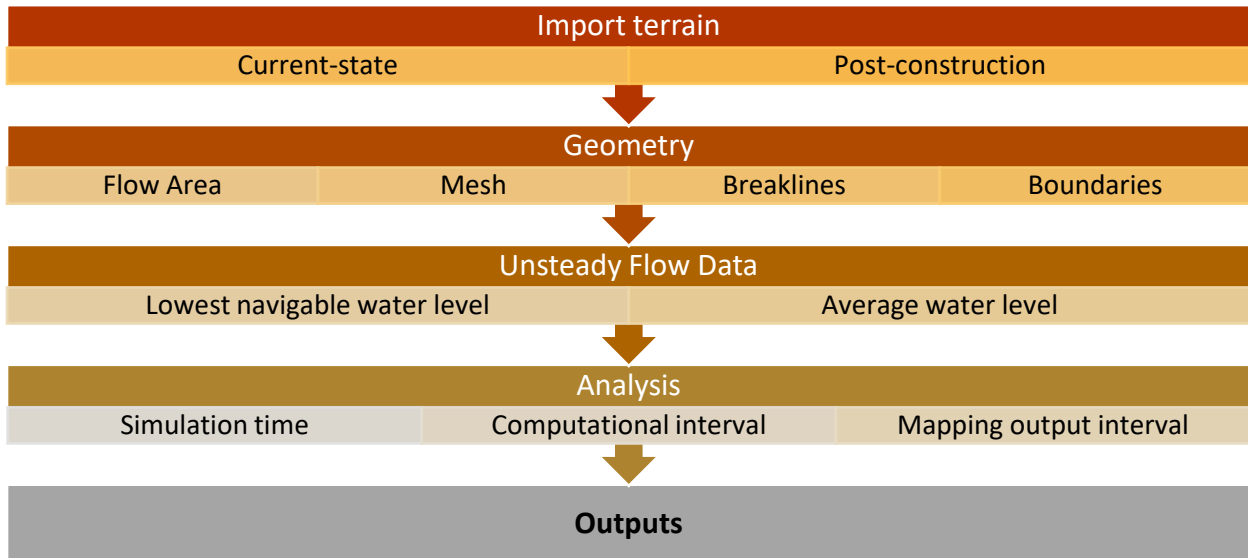 Import terrain
Current-state Post-construction
Geometry
Flow Area Mesh Breaklines Boundaries
Unsteady Flow Data
Lowest navigable water level Average water level
Analysis
Simulation time Computational interval Mapping output interval
Outputs